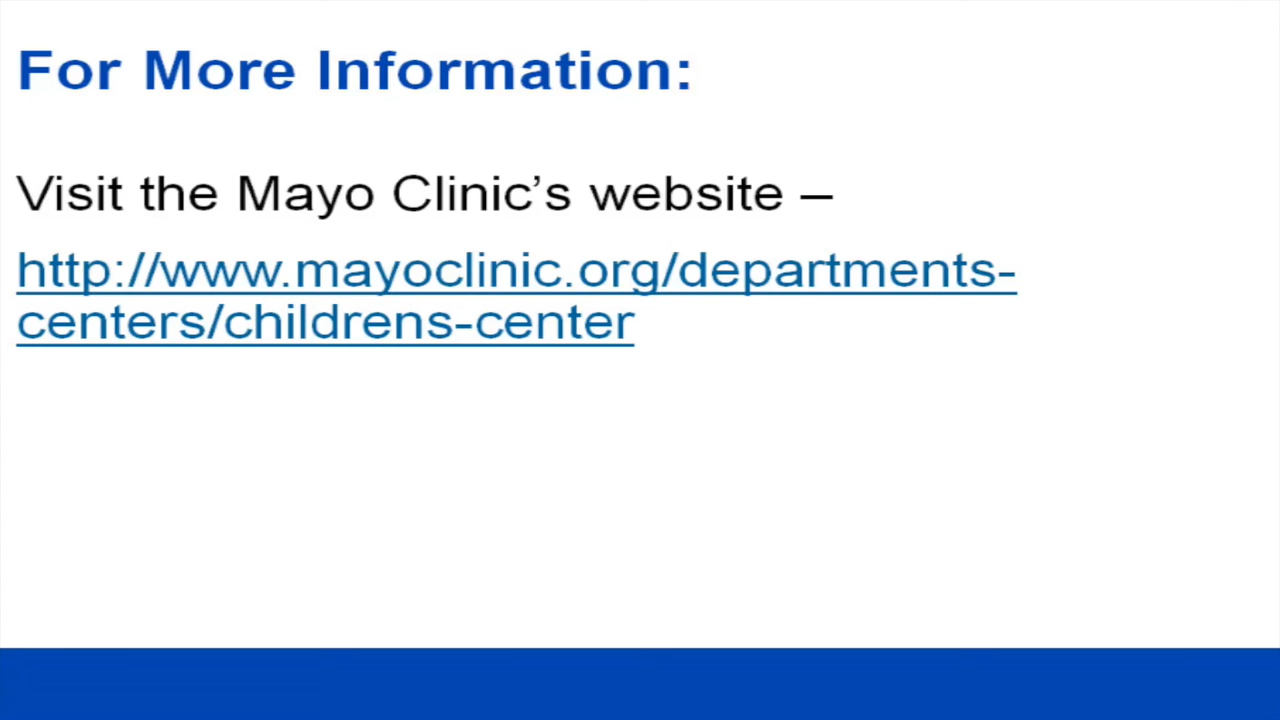 For More Information:
Visit the Mayo Clinic’s website –
http://www.mayoclinic.org/departments-
centers/childrens-center